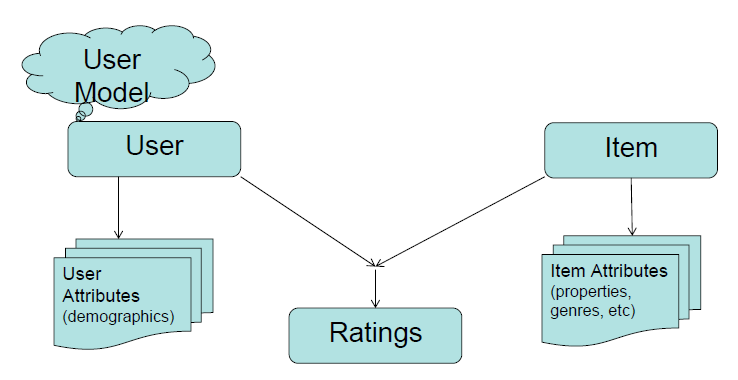 User
Model
User
Item
User
Attributes
(demographics)
Item Attributes
(properties,
genres, etc)
Ratings